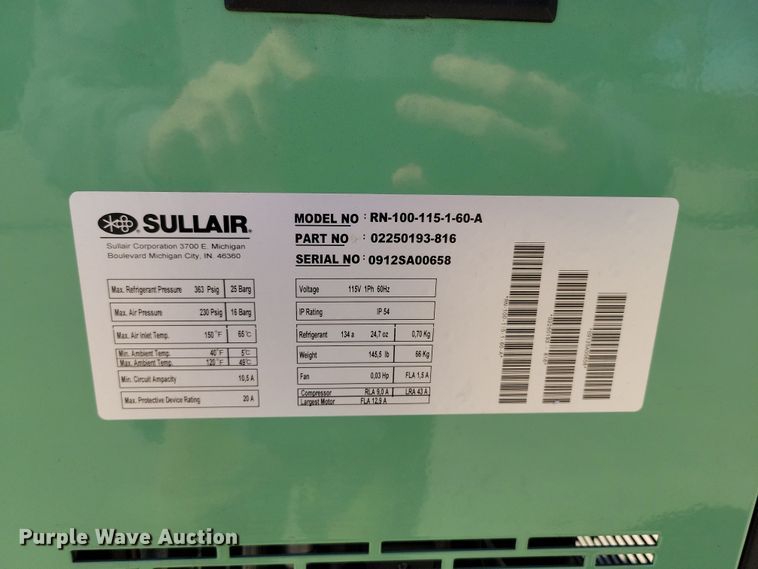 SULLAIR.
Sullair Corporation 3700 E. Michigan
Boulevard Michigan City, IN. 46360
MODEL NO : RN-100-115-1-60-A
PART NO : 02250193-816
SERIAL NO : 0912SA00658
Max. Refrigerant Pressure 363 Psig 25 Barg
Max. Air Pressure 230 Psig 16 Barg
Max. Air Inlet Temp. 150 °F 65°C
Min. Ambient Temp. 40°F 5°C
Max. Ambient Temp. 120 °F 49°C
Min. Circuit Ampacity 10,5 A
Max. Protective Device Rating 20 A
Voltage 115V 1Ph 60Hz
IP Rating IP 54
Refrigerant 134 a 24,7 oz 0,70 Kg
Weight 145,5 lb 66 Kg
Fan 0,03 Hp FLA 1,5 A
Compressor RLA 9,0 A LRA 43 A
Largest Motor FLA 12,9 A
Purple Wave Auction